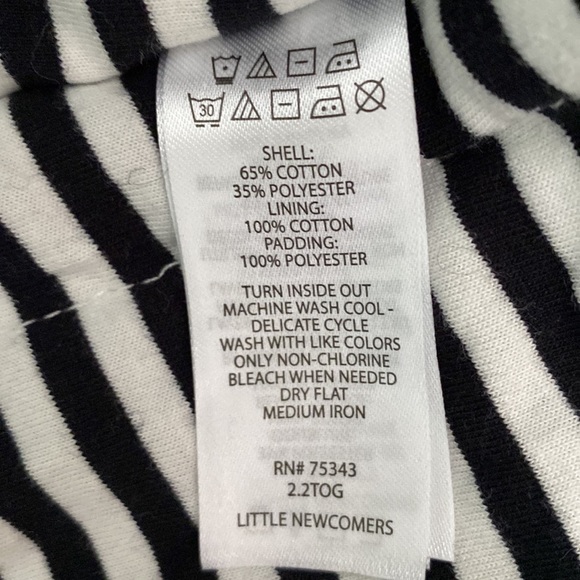 30
SHELL:
65% COTTON
35% POLYESTER
LINING:
100% COTTON
PADDING:
100% POLYESTER
TURN INSIDE OUT
MACHINE WASH COOL -
DELICATE CYCLE
WASH WITH LIKE COLORS
ONLY NON-CHLORINE
BLEACH WHEN NEEDED
DRY FLAT
MEDIUM IRON
RN# 75343
2.2TOG
LITTLE NEWCOMERS